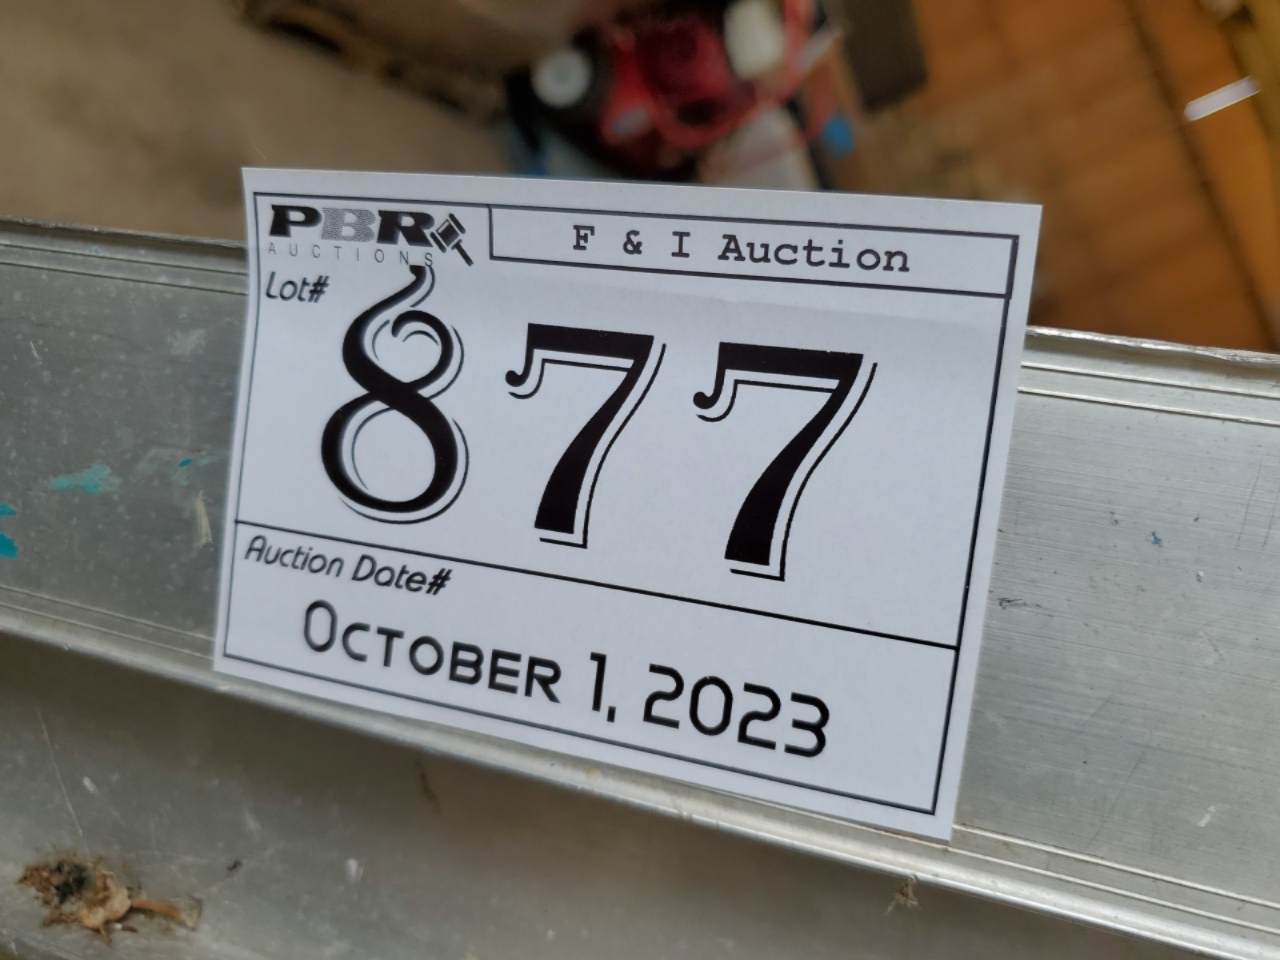 PBR
AUCTIONS
F & I Auction
Lot#
877
Auction Date#
October 1, 2023